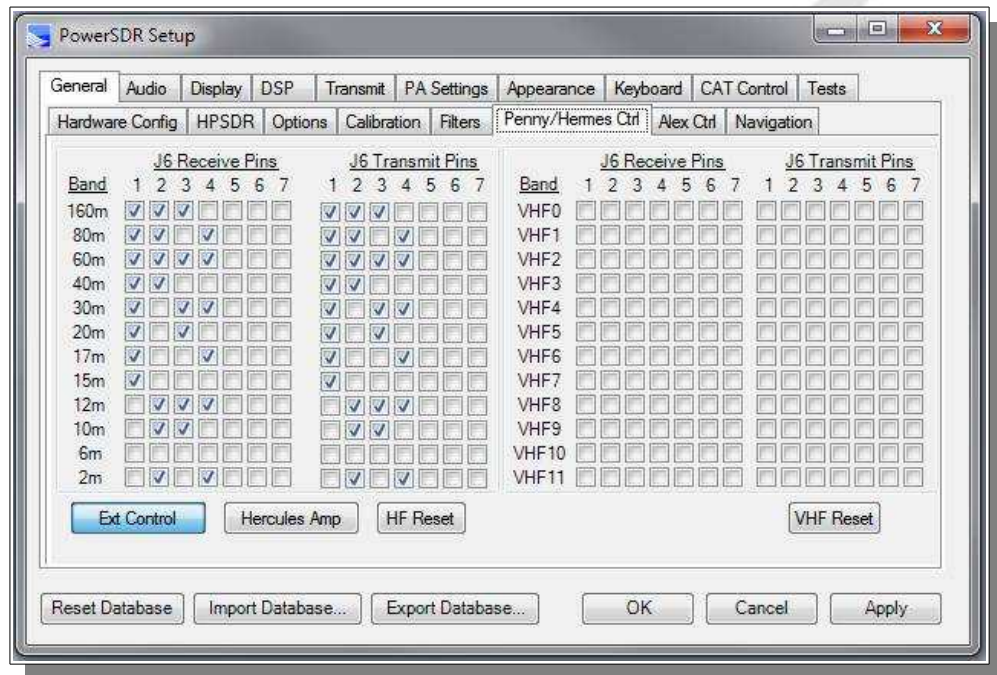 PowerSDR Setup
General Audio Display DSP Transmit PA Settings Appearance Keyboard CAT Control Tests
Hardware Config HPSDR Options Calibration Filters Penny/Hermes Ctrl Alex Ctrl Navigation
J6 Receive Pins J6 Transmit Pins J6 Receive Pins J6 Transmit Pins
Band 1 2 3 4 5 6 7 1 2 3 4 5 6 7 Band 1 2 3 4 5 6 7 1 2 3 4 5 6 7
160m VHF0
80m VHF1
60m VHF2
40m VHF3
30m VHF4
20m VHF5
17m VHF6
15m VHF7
12m VHF8
10m VHF9
6m VHF10
2m VHF11
Ext Control Hercules Amp HF Reset VHF Reset
Reset Database Import Database... Export Database... OK Cancel Apply